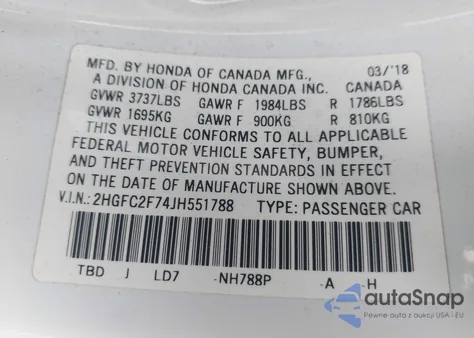 MFD. BY HONDA OF CANADA MFG., 03/'18
A DIVISION OF HONDA CANADA INC. CANADA
GVWR 3737LBS GAWR F 1984LBS R 1786LBS
GVWR 1695KG GAWR F 900KG R 810KG
THIS VEHICLE CONFORMS TO ALL APPLICABLE
FEDERAL MOTOR VEHICLE SAFETY, BUMPER,
AND THEFT PREVENTION STANDARDS IN EFFECT
ON THE DATE OF MANUFACTURE SHOWN ABOVE.
V.I.N.: 2HGFC2F74JH551788 TYPE: PASSENGER CAR
TBD J LD7 -NH788P -A -H
autoSnap
Pewne auta z USA i EU